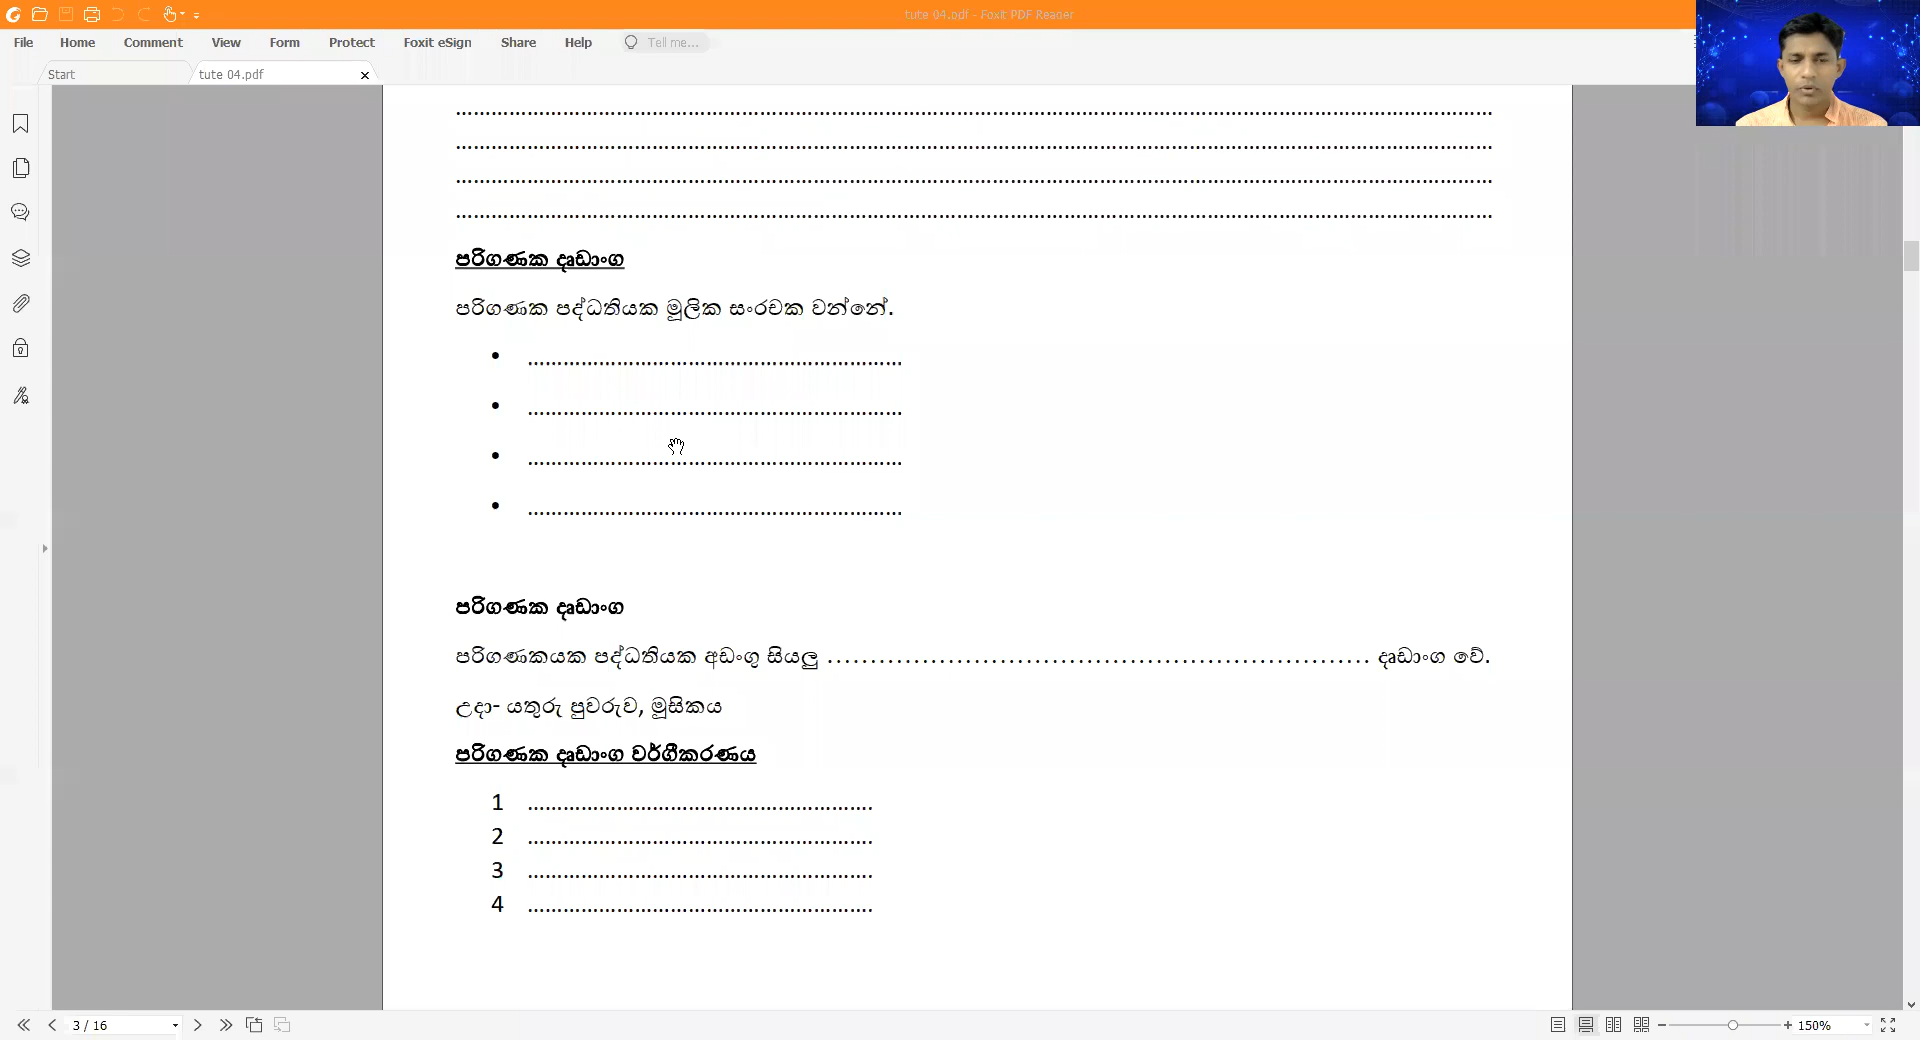 tute 04.pdf - Foxit PDF Reader
File Home Comment View Form Protect Foxit eSign Share Help Tell me...
Start tute 04.pdf
........................................................................................................
........................................................................................................
........................................................................................................
........................................................................................................
පරිගණක දෘඩාංග
පරිගණක පද්ධතියක මූලික සංරචක වන්නේ.
• ................................................................
• ................................................................
• ................................................................
• ................................................................
පරිගණක දෘඩාංග
පරිගණකයක පද්ධතියක අඩංගු සියලු ................................................................ දෘඩාංග වේ.
උදා- යතුරු පුවරුව, මූසිකය
පරිගණක දෘඩාංග වර්ගීකරණය
1 ..........................................................
2 ..........................................................
3 ..........................................................
4 ..........................................................
3 / 16 150%